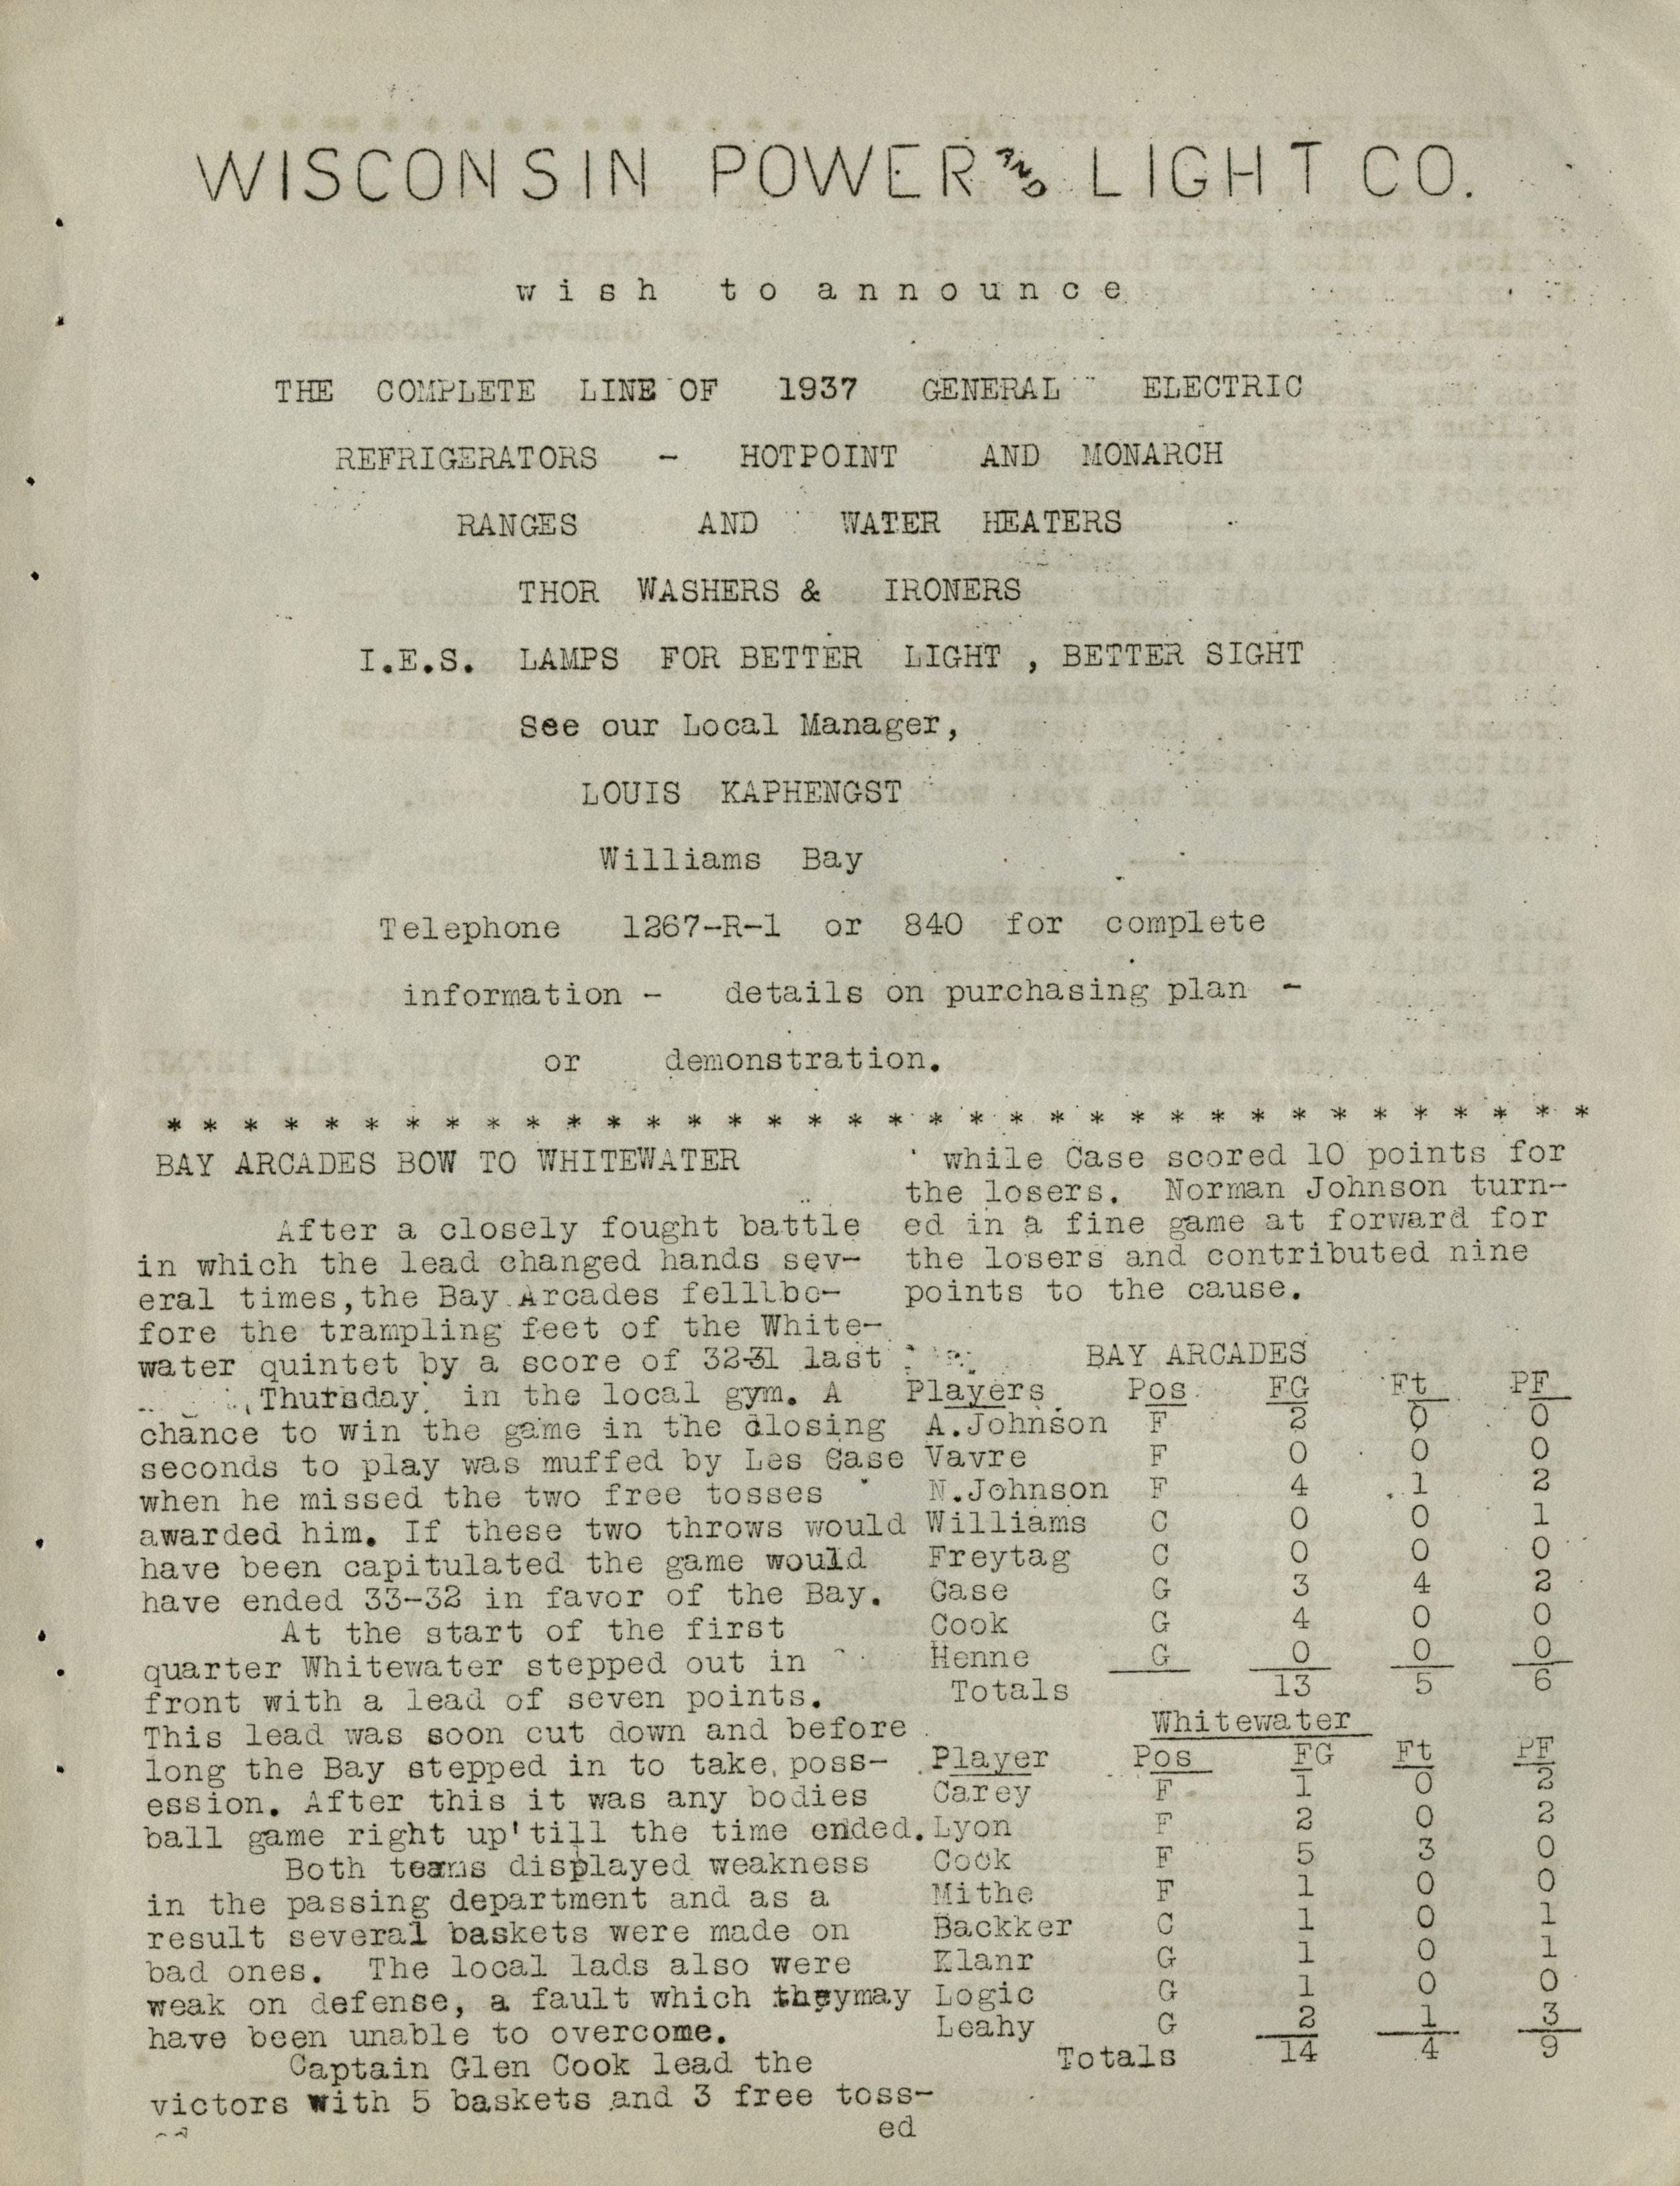 WISCONSIN POWER AND LIGHT CO.
wish to announce
THE COMPLETE LINE OF 1937 GENERAL ELECTRIC
REFRIGERATORS - HOTPOINT AND MONARCH
RANGES AND WATER HEATERS
THOR WASHERS & IRONERS
I.E.S. LAMPS FOR BETTER LIGHT , BETTER SIGHT
See our Local Manager,
LOUIS KAPHENGST
Williams Bay
Telephone 1267-R-1 or 840 for complete
information - details on purchasing plan -
or demonstration.
* * * * * * * * * * * * * * * * * * * * * * * * * * * * * * * * * * * *
BAY ARCADES BOW TO WHITEWATER
After a closely fought battle
in which the lead changed hands sev-
eral times,the Bay Arcades felllbe-
fore the trampling feet of the White-
water quintet by a score of 32-31 last
Thursday in the local gym. A
chance to win the game in the closing
seconds to play was muffed by Les Case
when he missed the two free tosses
awarded him. If these two throws would
have been capitulated the game would
have ended 33-32 in favor of the Bay.
At the start of the first
quarter Whitewater stepped out in
front with a lead of seven points.
This lead was soon cut down and before
long the Bay stepped in to take, poss-
ession. After this it was any bodies
ball game right up'till the time ended.
Both teams displayed weakness
in the passing department and as a
result several baskets were made on
bad ones. The local lads also were
weak on defense, a fault which theymay
have been unable to overcome.
Captain Glen Cook lead the
victors with 5 baskets and 3 free toss-
ed
while Case scored 10 points for
the losers. Norman Johnson turn-
ed in a fine game at forward for
the losers and contributed nine
points to the cause.
BAY ARCADES
Players Pos FG Ft PF
A.Johnson F 2 0 0
Vavre F 0 0 0
N.Johnson F 4 1 2
Williams C 0 0 1
Freytag C 0 0 0
Case G 3 4 2
Cook G 4 0 0
Henne G 0 0 0
Totals 13 5 6
Whitewater
Player Pos FG Ft PF
Carey F 1 0 2
Lyon F 2 0 2
Cook F 5 3 0
Mithe F 1 0 0
Backker C 1 0 1
Klanr G 1 0 1
Logic G 1 0 0
Leahy G 2 1 3
Totals 14 4 9